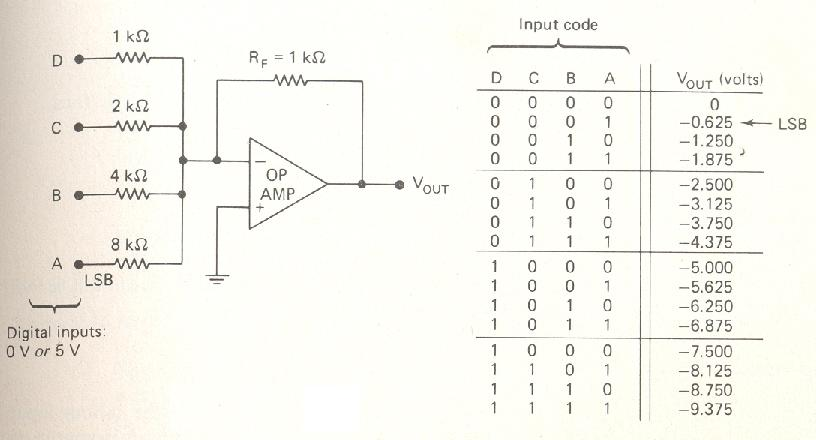 Input code
D C B A V_OUT (volts)
0 0 0 0 0
0 0 0 1 −0.625 ← LSB
0 0 1 0 −1.250
0 0 1 1 −1.875
0 1 0 0 −2.500
0 1 0 1 −3.125
0 1 1 0 −3.750
0 1 1 1 −4.375
1 0 0 0 −5.000
1 0 0 1 −5.625
1 0 1 0 −6.250
1 0 1 1 −6.875
1 0 0 0 −7.500
1 1 0 1 −8.125
1 1 1 0 −8.750
1 1 1 1 −9.375
1 kΩ
D
R_F = 1 kΩ
2 kΩ
C
4 kΩ
B
−
OP
AMP
+
V_OUT
8 kΩ
A
LSB
Digital inputs:
0 V or 5 V